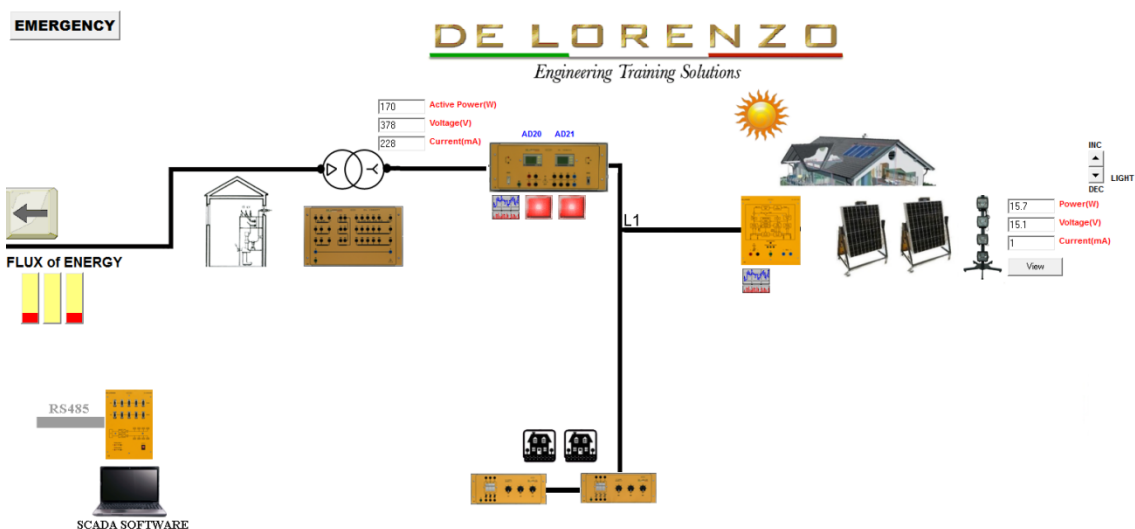 EMERGENCY
DE LORENZO
Engineering Training Solutions
170 Active Power(W)
378 Voltage(V)
228 Current(mA)
AD20 AD21
INC
LIGHT
DEC
L1
15.7 Power(W)
15.1 Voltage(V)
1 Current(mA)
View
FLUX of ENERGY
RS485
SCADA SOFTWARE